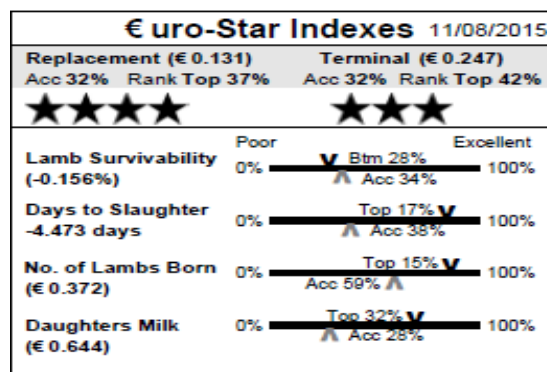 € uro-Star Indexes 11/08/2015
Replacement (€ 0.131) Terminal (€ 0.247)
Acc 32% Rank Top 37% Acc 32% Rank Top 42%
Poor Excellent
Lamb Survivability
(-0.156%)
0% Btm 28% 100%
Acc 34%
Days to Slaughter
-4.473 days
0% Top 17% 100%
Acc 38%
No. of Lambs Born
(€ 0.372)
0% Top 15% 100%
Acc 59%
Daughters Milk
(€ 0.644)
0% Top 32% 100%
Acc 28%